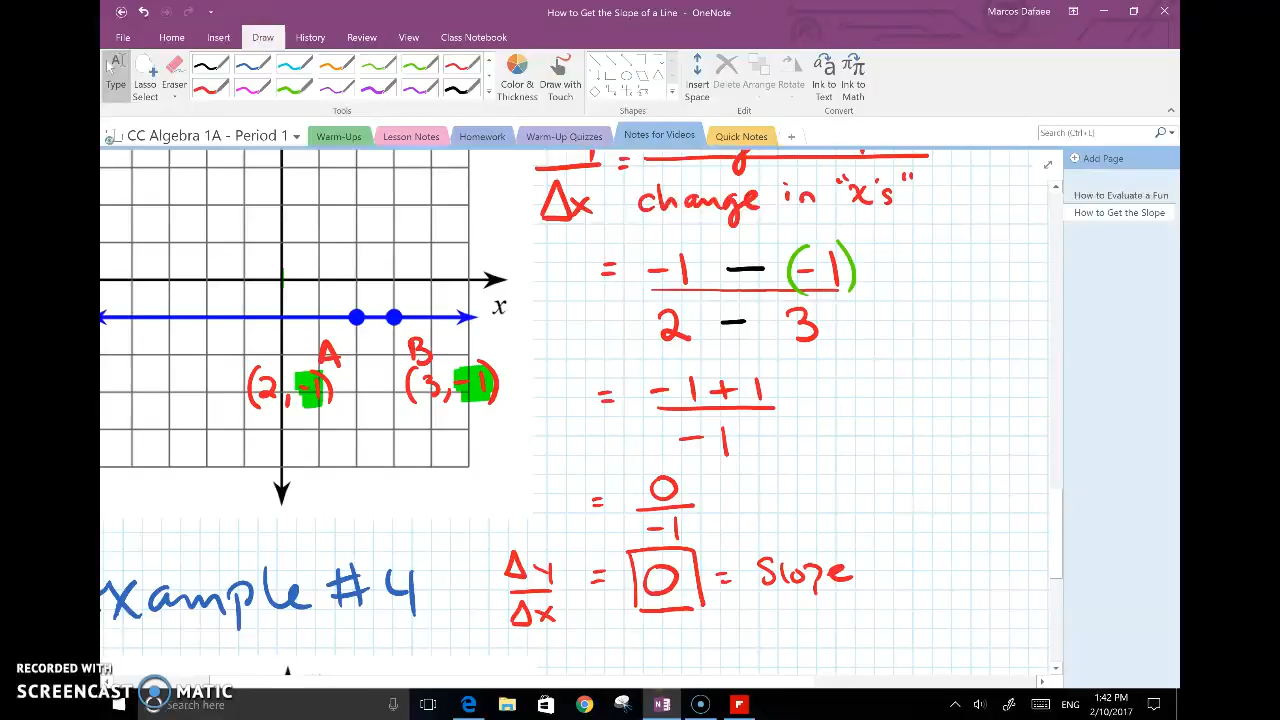 How to Get the Slope of a Line - OneNote
Marcos Dafaee
File Home Insert Draw History Review View Class Notebook
Type
Lasso Select
Eraser
Color & Thickness
Draw with Touch
Insert Space
Delete Arrange Rotate
Ink to Text
Ink to Math
Tools Shapes Edit Convert
CC Algebra 1A - Period 1 Warm-Ups Lesson Notes Homework Warm-Up Quizzes Notes for Videos Quick Notes
Search (Ctrl+L)
Add Page
How to Evaluate a Fun
How to Get the Slope
Δx change in "x's"
= -1 - (-1)
2 - 3
x
A B
(2, -1) (3, -1)
= -1 + 1
-1
= 0
-1
Δy = 0 = Slope
Δx
xample # 4
RECORDED WITH
SCREENCAST MATIC
Search here
ENG
1:42 PM
2/10/2017